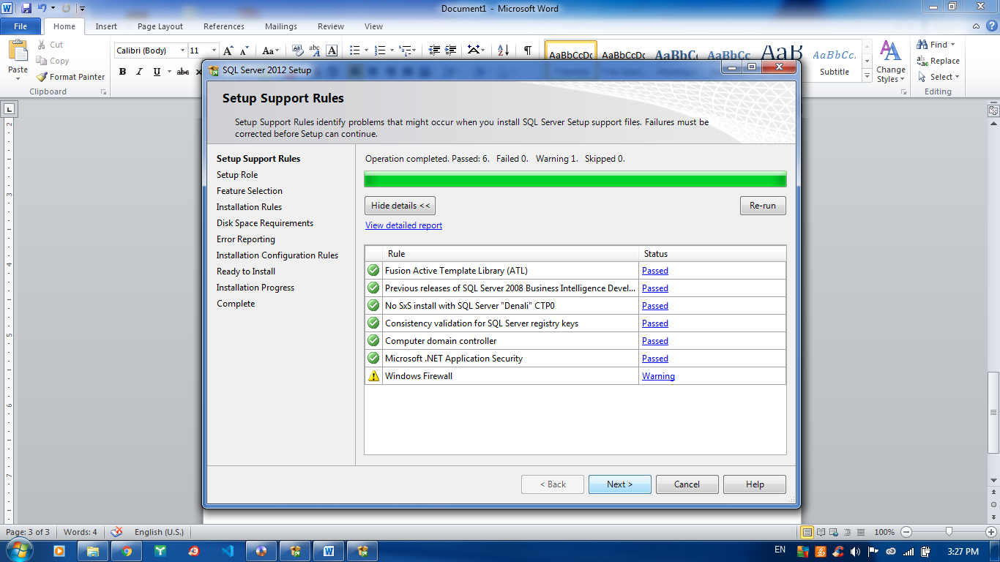 Document1 - Microsoft Word
File Home Insert Page Layout References Mailings Review View
Paste
Cut
Copy
Format Painter
Clipboard
Calibri (Body) 11
AaBbCcDc AaBbCcDc AaBbC AaBbCc AaB AaBbCc.
Subtitle
Change
Styles
Find
Replace
Select
Editing
SQL Server 2012 Setup
Setup Support Rules
Setup Support Rules identify problems that might occur when you install SQL Server Setup support files. Failures must be
corrected before Setup can continue.
Setup Support Rules
Setup Role
Feature Selection
Installation Rules
Disk Space Requirements
Error Reporting
Installation Configuration Rules
Ready to Install
Installation Progress
Complete
Operation completed. Passed: 6. Failed 0. Warning 1. Skipped 0.
Hide details << Re-run
View detailed report
Rule Status
Fusion Active Template Library (ATL) Passed
Previous releases of SQL Server 2008 Business Intelligence Devel... Passed
No SxS install with SQL Server "Denali" CTP0 Passed
Consistency validation for SQL Server registry keys Passed
Computer domain controller Passed
Microsoft .NET Application Security Passed
Windows Firewall Warning
< Back Next > Cancel Help
Page: 3 of 3 Words: 4 English (U.S.) 100%
EN 3:27 PM